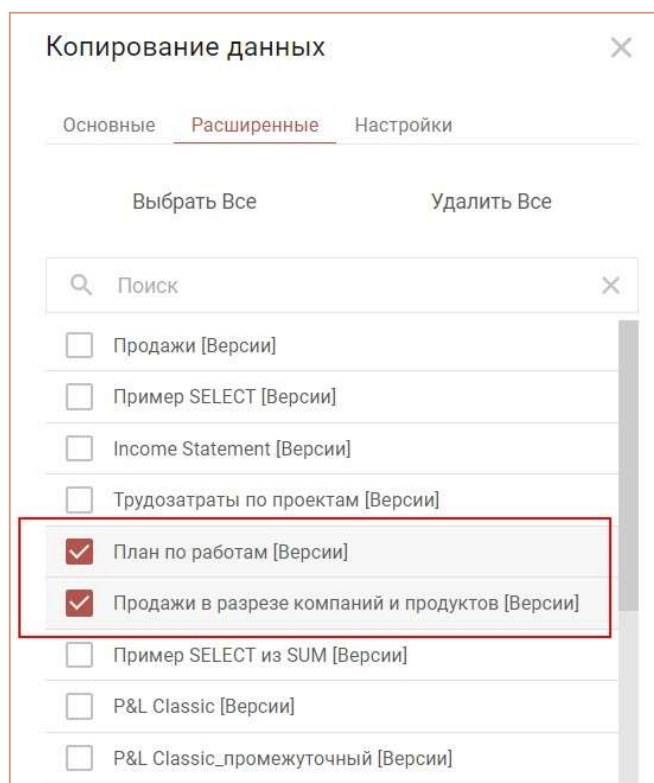 Копирование данных
Основные Расширенные Настройки
Выбрать Все Удалить Все
Поиск
Продажи [Версии]
Пример SELECT [Версии]
Income Statement [Версии]
Трудозатраты по проектам [Версии]
План по работам [Версии]
Продажи в разрезе компаний и продуктов [Версии]
Пример SELECT из SUM [Версии]
P&L Classic [Версии]
P&L Classic_промежуточный [Версии]